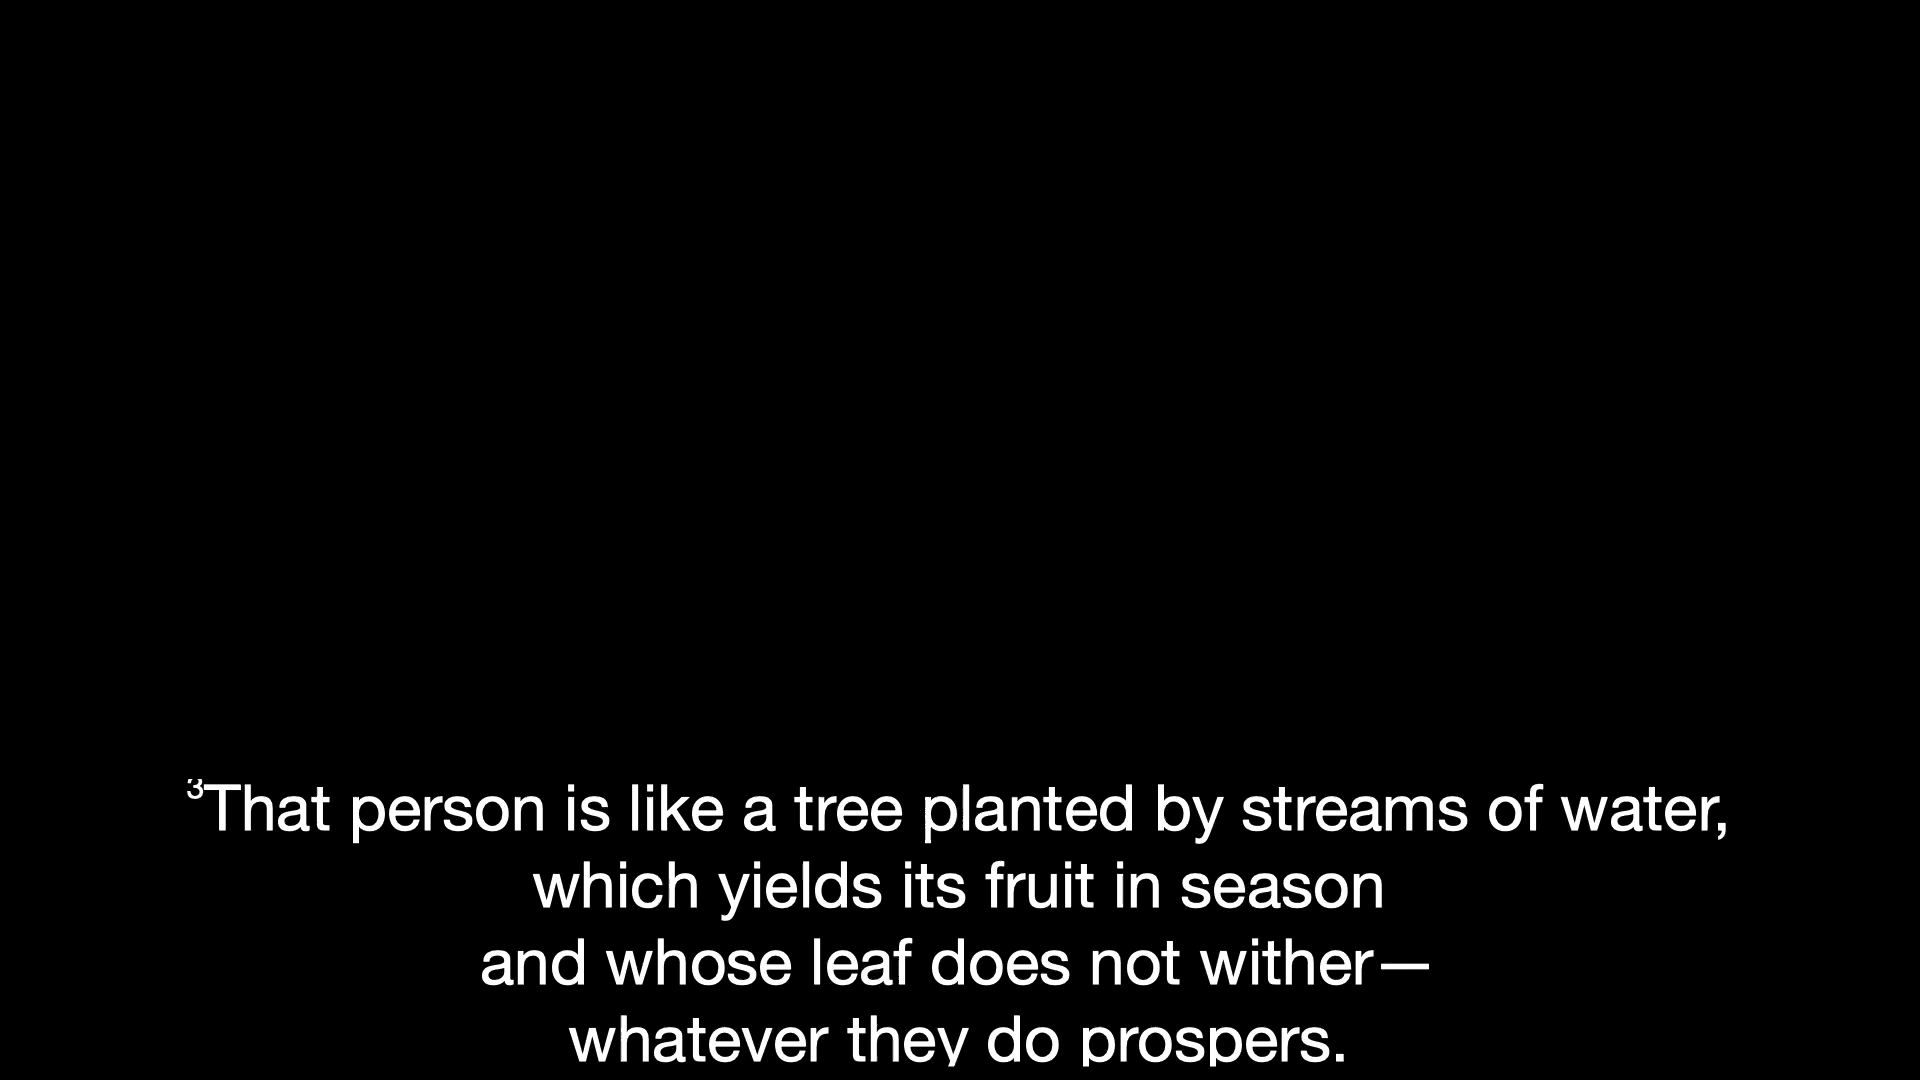 ³That person is like a tree planted by streams of water,
which yields its fruit in season
and whose leaf does not wither—
whatever they do prospers.